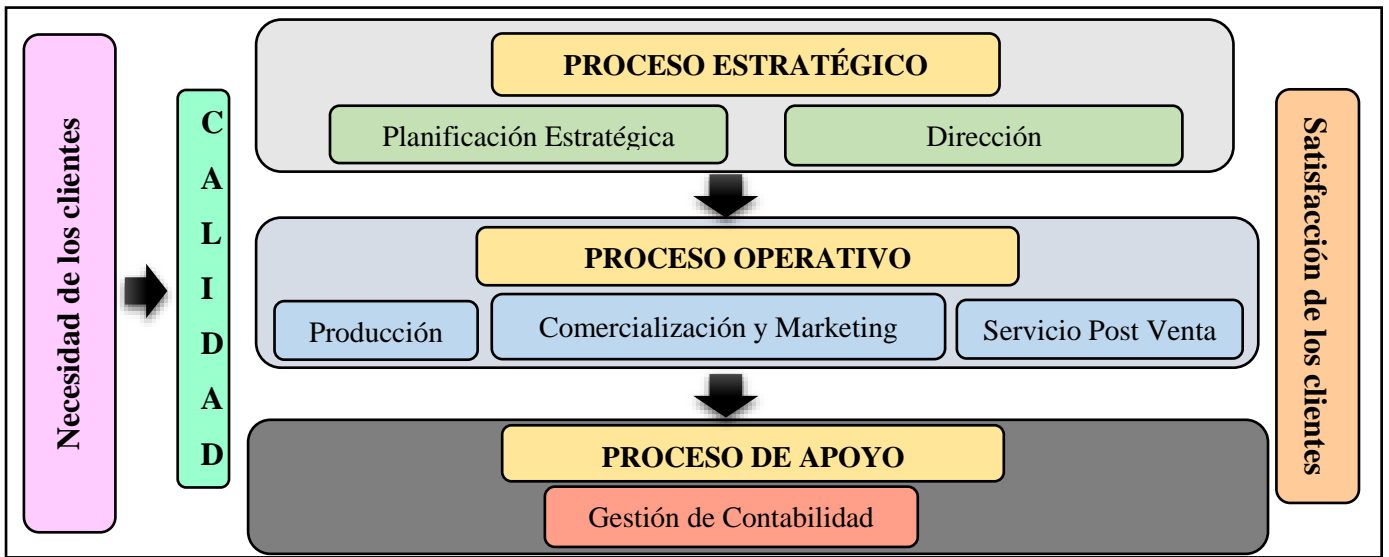 Necesidad de los clientes
C
A
L
I
D
A
D
PROCESO ESTRATÉGICO
Planificación Estratégica
Dirección
PROCESO OPERATIVO
Producción
Comercialización y Marketing
Servicio Post Venta
PROCESO DE APOYO
Gestión de Contabilidad
Satisfacción de los clientes